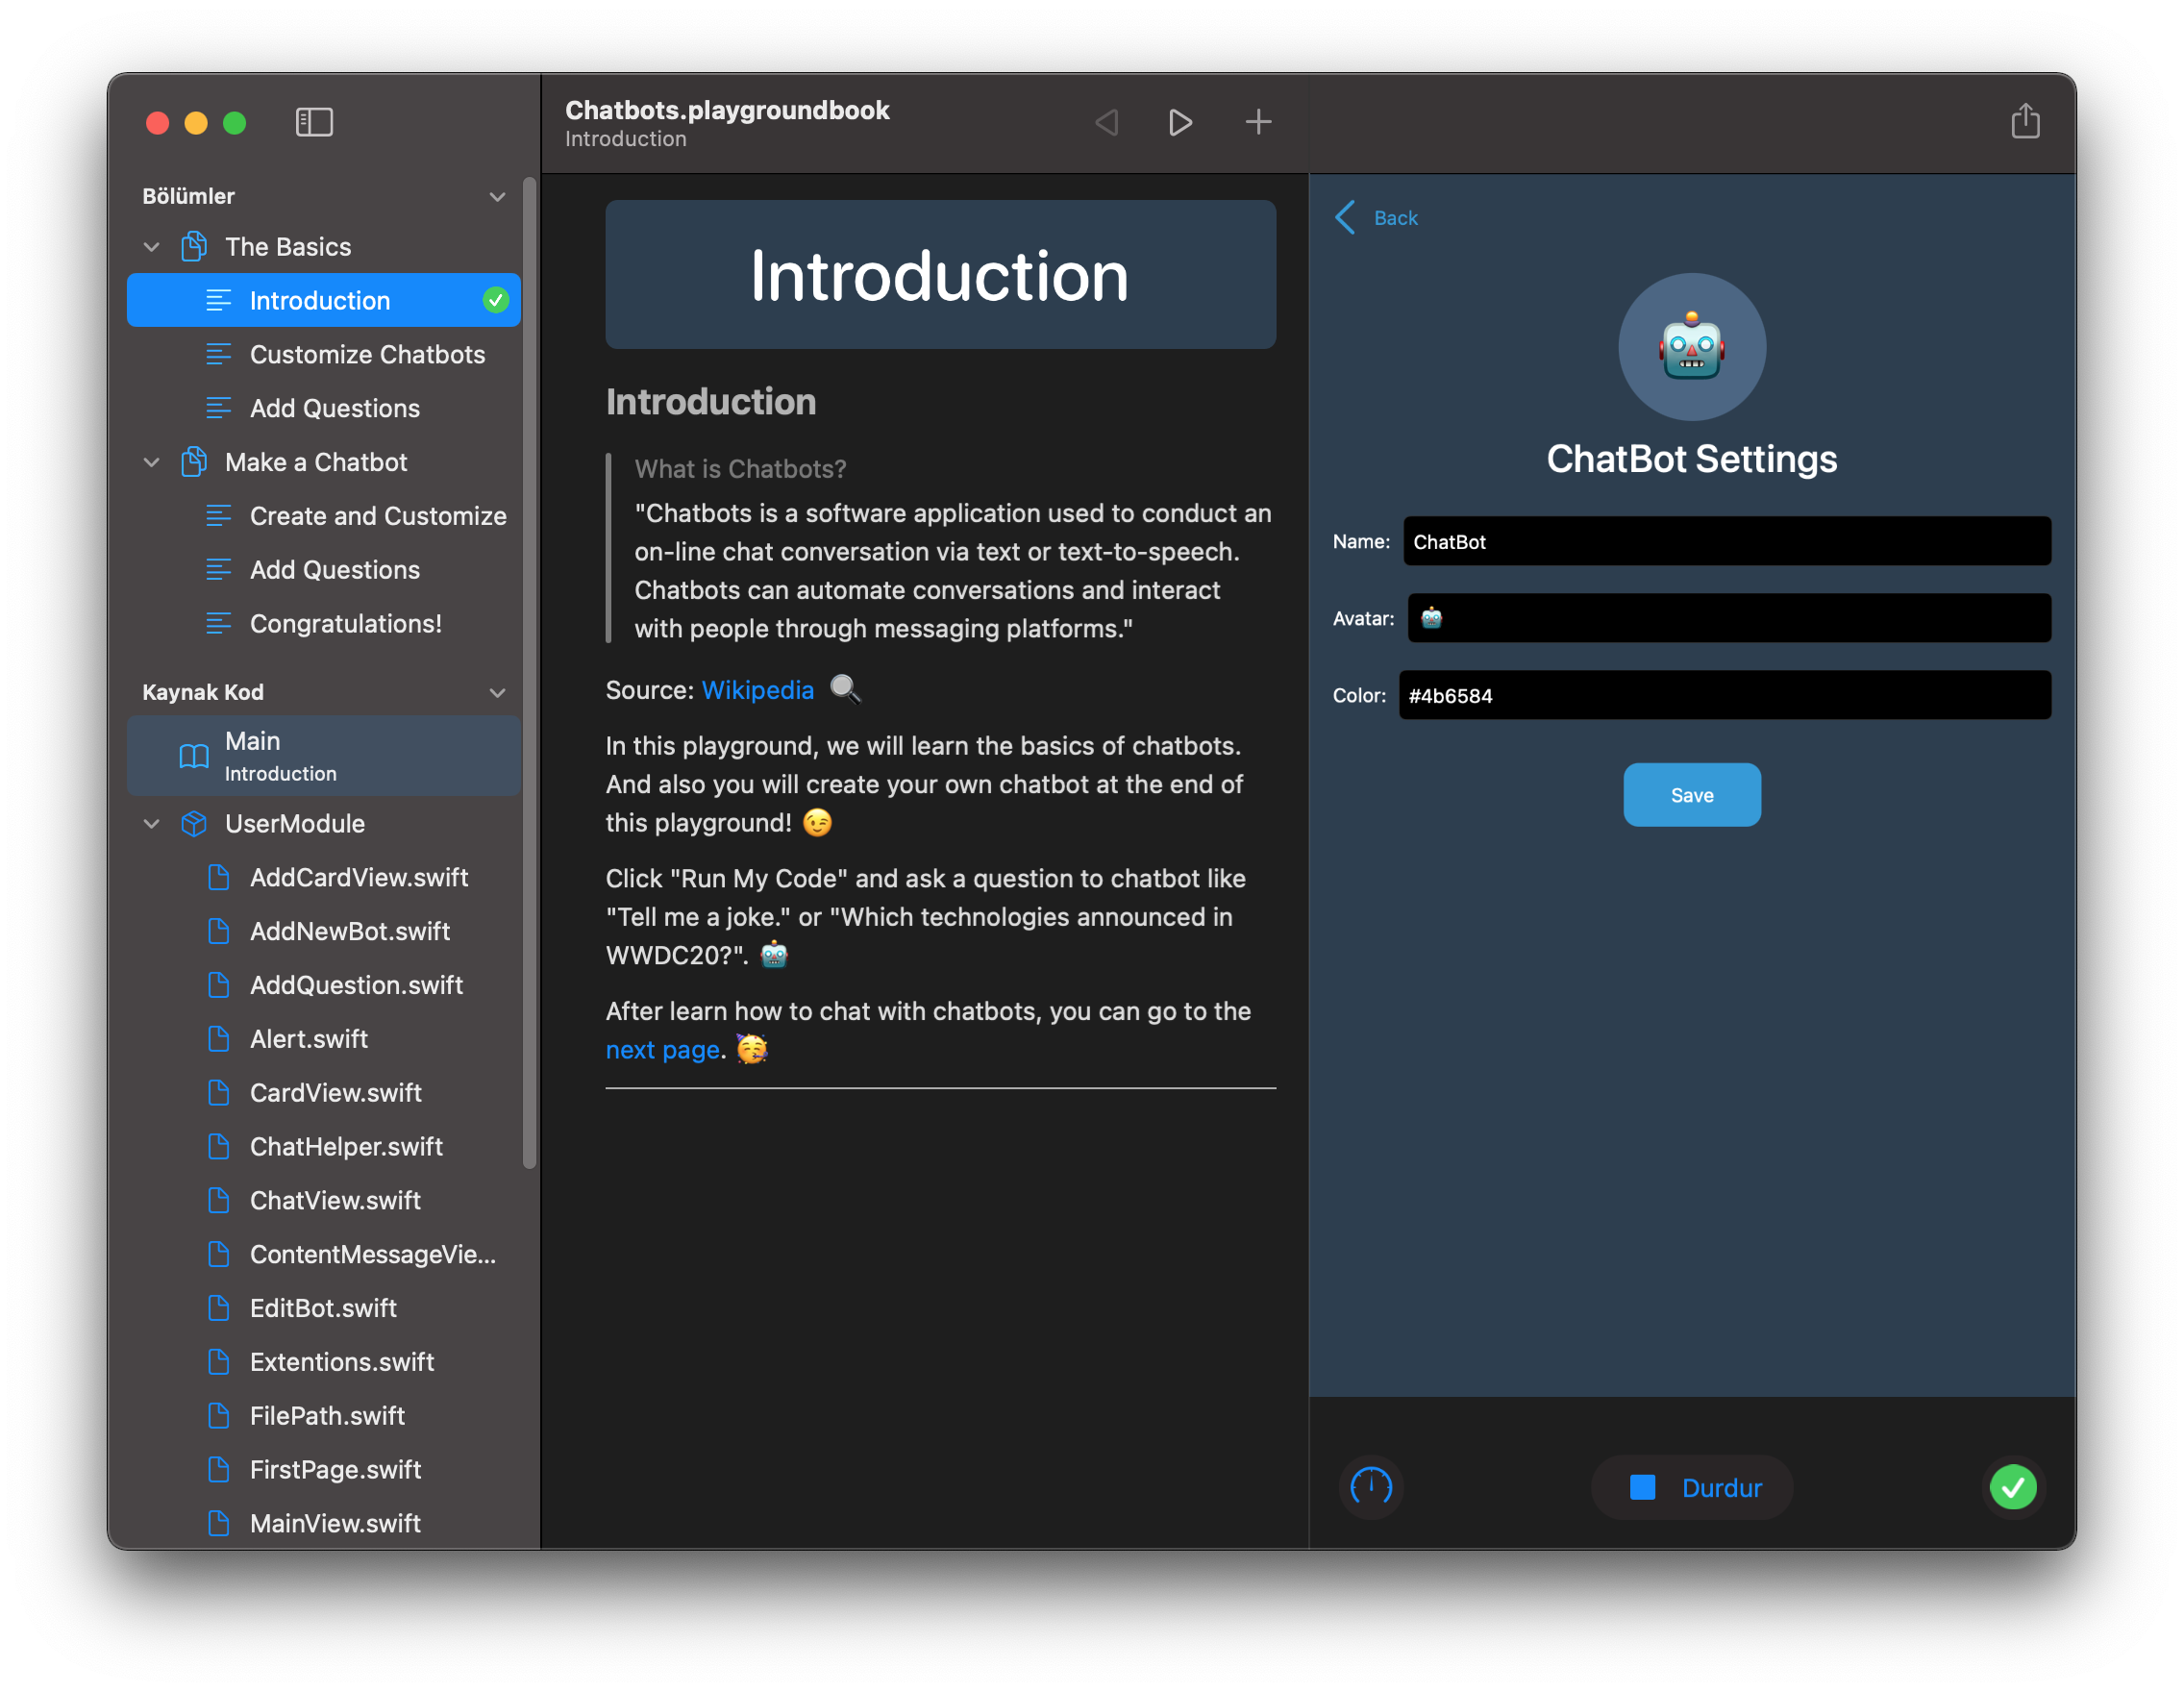 Bölümler
The Basics
Introduction
Customize Chatbots
Add Questions
Make a Chatbot
Create and Customize
Add Questions
Congratulations!
Kaynak Kod
Main
Introduction
UserModule
AddCardView.swift
AddNewBot.swift
AddQuestion.swift
Alert.swift
CardView.swift
ChatHelper.swift
ChatView.swift
ContentMessageVie...
EditBot.swift
Extentions.swift
FilePath.swift
FirstPage.swift
MainView.swift
Chatbots.playgroundbook
Introduction
Introduction
Introduction
What is Chatbots?
"Chatbots is a software application used to conduct an
on-line chat conversation via text or text-to-speech.
Chatbots can automate conversations and interact
with people through messaging platforms."
Source: Wikipedia 🔍
In this playground, we will learn the basics of chatbots.
And also you will create your own chatbot at the end of
this playground! 😉
Click "Run My Code" and ask a question to chatbot like
"Tell me a joke." or "Which technologies announced in
WWDC20?". 🤖
After learn how to chat with chatbots, you can go to the
next page. 🥳
Back
ChatBot Settings
Name: ChatBot
Avatar: 🤖
Color: #4b6584
Save
Durdur